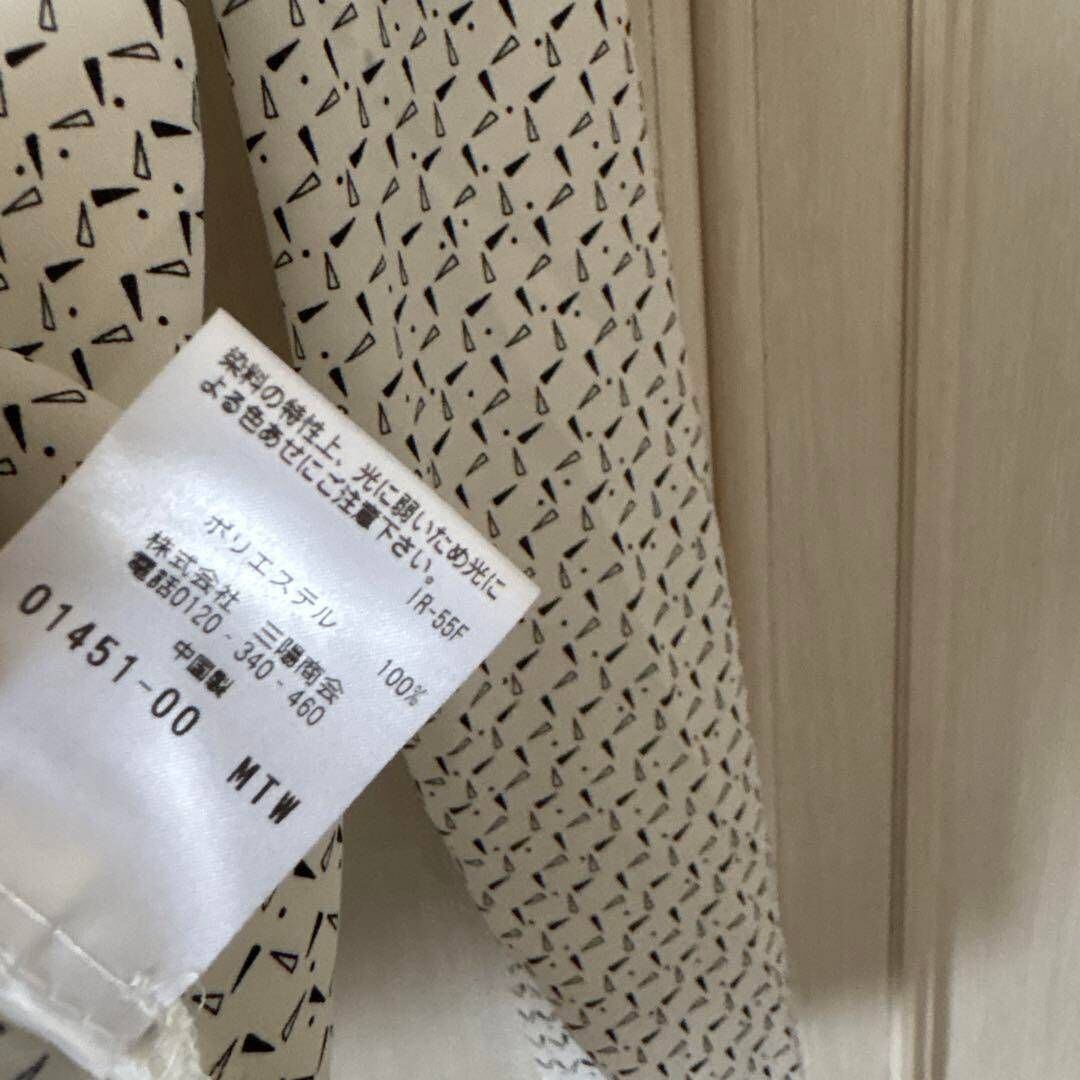 染料の特性上、光に弱いため光に
よる色あせにご注意下さい。
IR-55F
ポリエステル 100%
株式会社 三陽商会
電話0120-340-460
中国製
01451-00 MTW